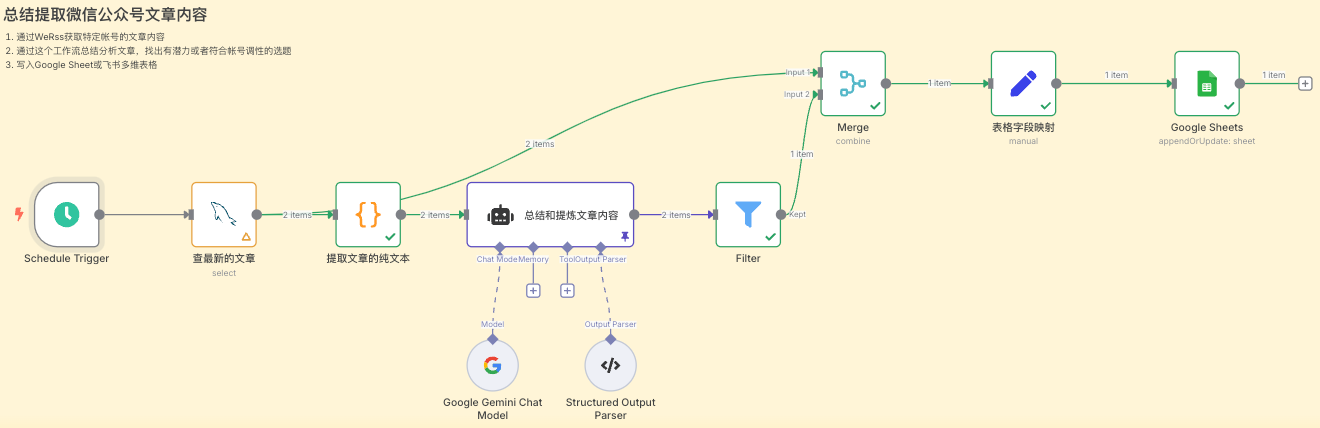 总结提取微信公众号文章内容
1. 通过WeRss获取特定帐号的文章内容
2. 通过这个工作流总结分析文章，找出有潜力或者符合帐号调性的选题
3. 写入Google Sheet或飞书多维表格
Input 1
Input 2
1 item
1 item
1 item
Merge
combine
表格字段映射
manual
Google Sheets
appendOrUpdate: sheet
2 items
1 item
2 items
2 items
总结和提炼文章内容
2 items
Kept
Schedule Trigger
查最新的文章
select
提取文章的纯文本
Chat Mode
Memory
Tool
Output Parser
Filter
Model
Output Parser
Google Gemini Chat
Model
Structured Output
Parser